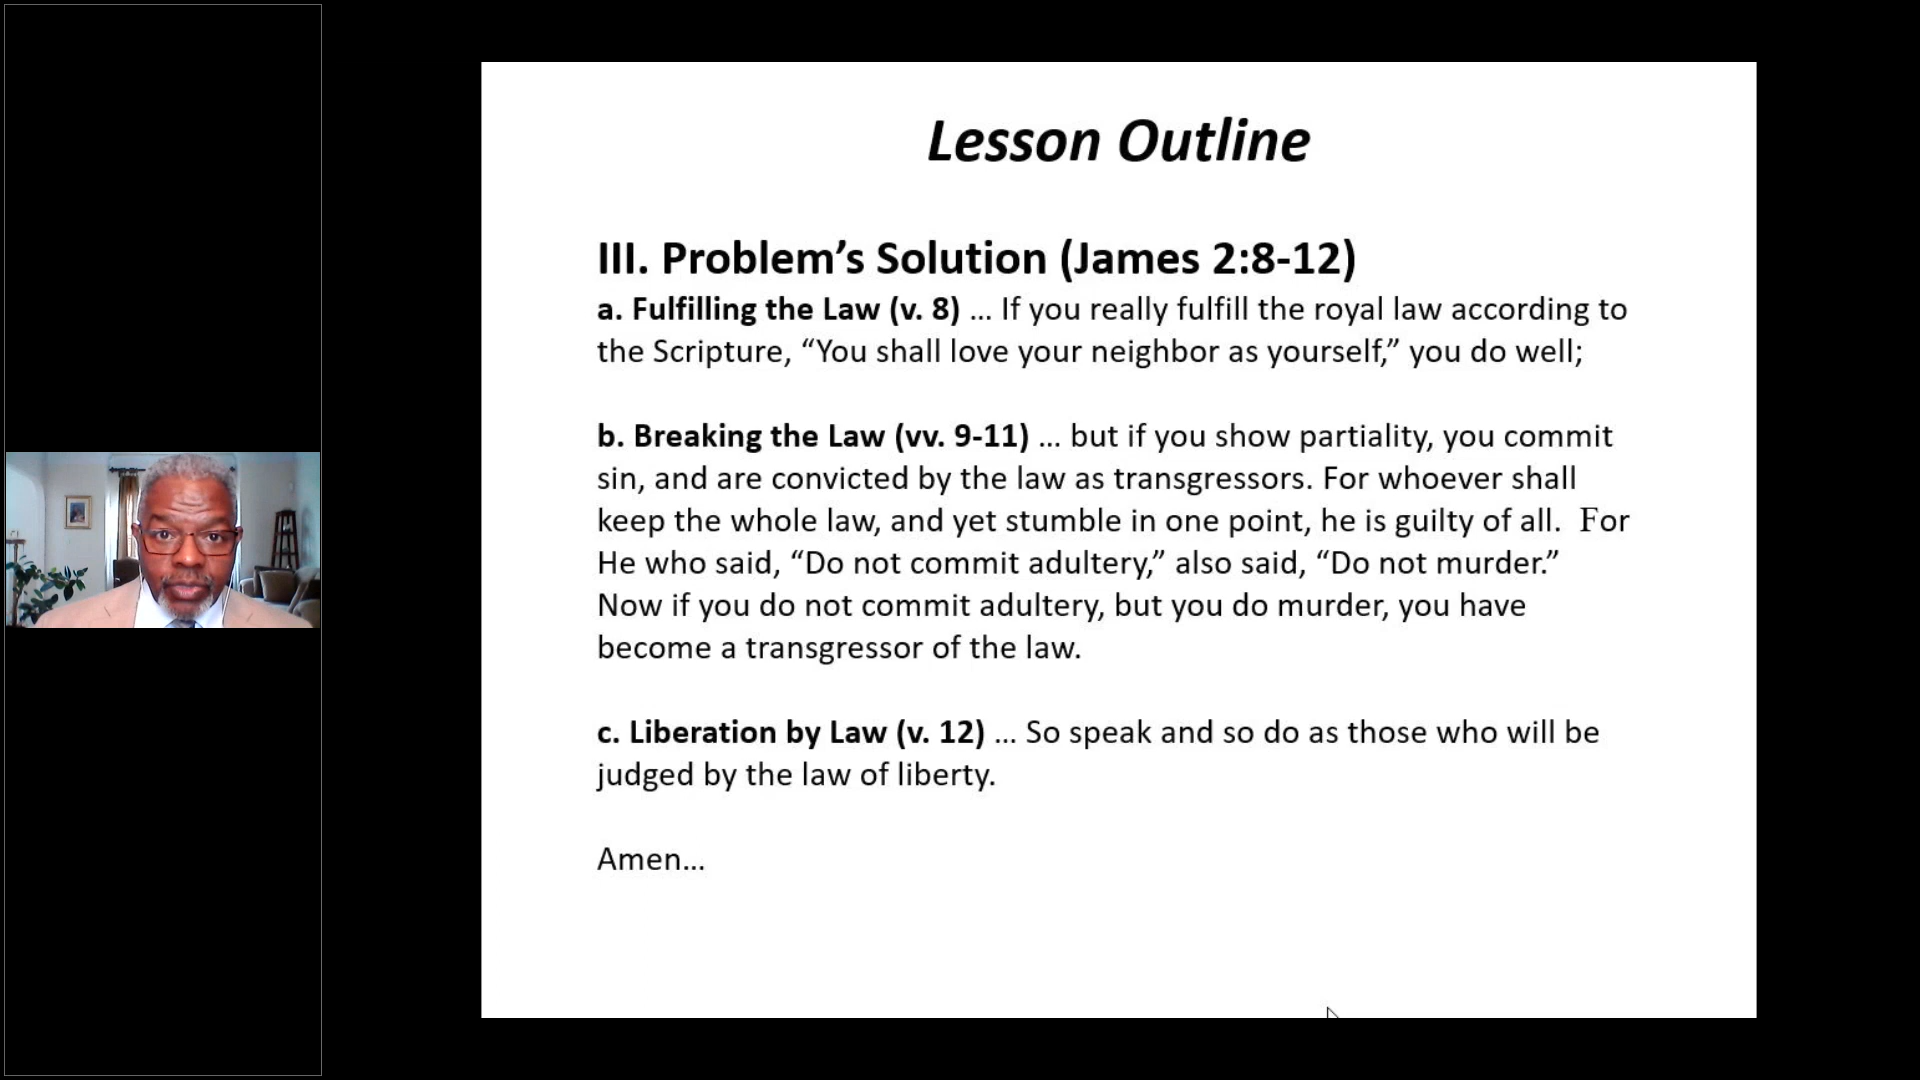 Lesson Outline
III. Problem’s Solution (James 2:8-12)
a. Fulfilling the Law (v. 8) … If you really fulfill the royal law according to
the Scripture, “You shall love your neighbor as yourself,” you do well;
b. Breaking the Law (vv. 9-11) … but if you show partiality, you commit
sin, and are convicted by the law as transgressors. For whoever shall
keep the whole law, and yet stumble in one point, he is guilty of all.  For
He who said, “Do not commit adultery,” also said, “Do not murder.”
Now if you do not commit adultery, but you do murder, you have
become a transgressor of the law.
c. Liberation by Law (v. 12) … So speak and so do as those who will be
judged by the law of liberty.
Amen…